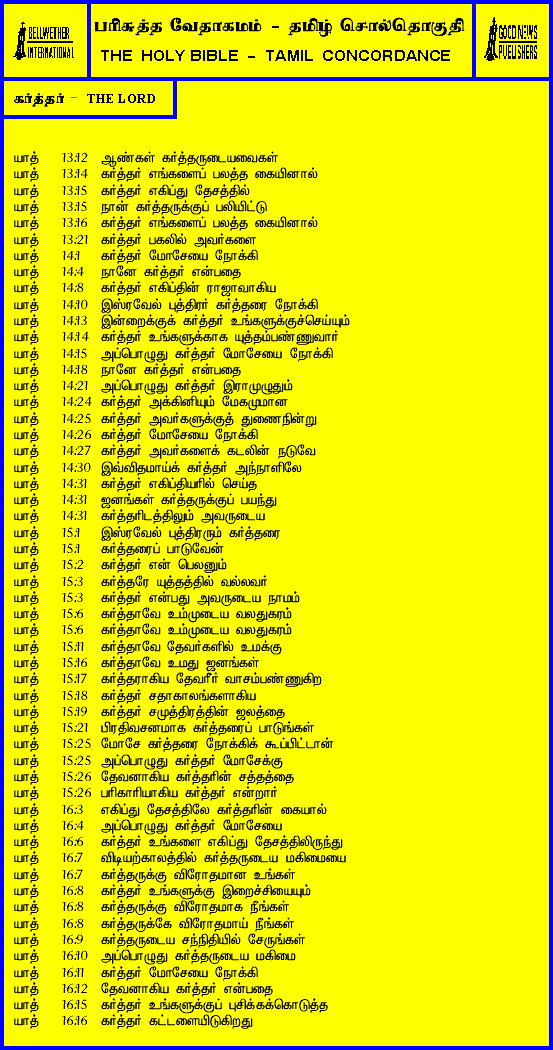 BELLWETHER
INTERNATIONAL
பரிசுத்த வேதாகமம் - தமிழ் சொல்தொகுதி
THE HOLY BIBLE - TAMIL CONCORDANCE
GOOD NEWS
PUBLISHERS
கர்த்தர் - THE LORD
யாத் 13:12 ஆண்கள் கர்த்தருடையவைகள்
யாத் 13:14 கர்த்தர் எங்களைப் பலத்த கையினால்
யாத் 13:15 கர்த்தர் எகிப்து தேசத்தில்
யாத் 13:15 நான் கர்த்தருக்குப் பலியிட்டு
யாத் 13:16 கர்த்தர் எங்களைப் பலத்த கையினால்
யாத் 13:21 கர்த்தர் பகலில் அவர்களை
யாத் 14:1 கர்த்தர் மோசேயை நோக்கி
யாத் 14:4 நானே கர்த்தர் என்பதை
யாத் 14:8 கர்த்தர் எகிப்தின் ராஜாவாகிய
யாத் 14:10 இஸ்ரவேல் புத்திரர் கர்த்தரை நோக்கி
யாத் 14:13 இன்றைக்குக் கர்த்தர் உங்களுக்குச்செய்யும்
யாத் 14:14 கர்த்தர் உங்களுக்காக யுத்தம்பண்ணுவார்
யாத் 14:15 அப்பொழுது கர்த்தர் மோசேயை நோக்கி
யாத் 14:18 நானே கர்த்தர் என்பதை
யாத் 14:21 அப்பொழுது கர்த்தர் இராமுழுதும்
யாத் 14:24 கர்த்தர் அக்கினியும் மேகமுமான
யாத் 14:25 கர்த்தர் அவர்களுக்குத் துணைநின்று
யாத் 14:26 கர்த்தர் மோசேயை நோக்கி
யாத் 14:27 கர்த்தர் அவர்களைக் கடலின் நடுவே
யாத் 14:30 இவ்விதமாய்க் கர்த்தர் அந்நாளிலே
யாத் 14:31 கர்த்தர் எகிப்தியரில் செய்த
யாத் 14:31 ஜனங்கள் கர்த்தருக்குப் பயந்து
யாத் 14:31 கர்த்தரிடத்திலும் அவருடைய
யாத் 15:1 இஸ்ரவேல் புத்திரரும் கர்த்தரை
யாத் 15:1 கர்த்தரைப் பாடுவேன்
யாத் 15:2 கர்த்தர் என் பெலனும்
யாத் 15:3 கர்த்தரே யுத்தத்தில் வல்லவர்
யாத் 15:3 கர்த்தர் என்பது அவருடைய நாமம்
யாத் 15:6 கர்த்தாவே உம்முடைய வலதுகரம்
யாத் 15:6 கர்த்தாவே உம்முடைய வலதுகரம்
யாத் 15:11 கர்த்தாவே தேவர்களில் உமக்கு
யாத் 15:16 கர்த்தாவே உமது ஜனங்கள்
யாத் 15:17 கர்த்தராகிய தேவரீர் வாசம்பண்ணுகிற
யாத் 15:18 கர்த்தர் சதாகாலங்களாகிய
யாத் 15:19 கர்த்தர் சமுத்திரத்தின் ஜலத்தை
யாத் 15:21 பிரதிவசனமாக கர்த்தரைப் பாடுங்கள்
யாத் 15:25 மோசே கர்த்தரை நோக்கிக் கூப்பிட்டான்
யாத் 15:25 அப்பொழுது கர்த்தர் மோசேக்கு
யாத் 15:26 தேவனாகிய கர்த்தரின் சத்தத்தை
யாத் 15:26 பரிகாரியாகிய கர்த்தர் என்றார்
யாத் 16:3 எகிப்து தேசத்திலே கர்த்தரின் கையால்
யாத் 16:4 அப்பொழுது கர்த்தர் மோசேயை
யாத் 16:6 கர்த்தர் உங்களை எகிப்து தேசத்திலிருந்து
யாத் 16:7 விடியற்காலத்தில் கர்த்தருடைய மகிமையை
யாத் 16:7 கர்த்தருக்கு விரோதமான உங்கள்
யாத் 16:8 கர்த்தர் உங்களுக்கு இறைச்சியையும்
யாத் 16:8 கர்த்தருக்கு விரோதமாக நீங்கள்
யாத் 16:8 கர்த்தருக்கே விரோதமாய் நீங்கள்
யாத் 16:9 கர்த்தருடைய சந்நிதியில் சேருங்கள்
யாத் 16:10 அப்பொழுது கர்த்தருடைய மகிமை
யாத் 16:11 கர்த்தர் மோசேயை நோக்கி
யாத் 16:12 தேவனாகிய கர்த்தர் என்பதை
யாத் 16:15 கர்த்தர் உங்களுக்குப் புசிக்கக்கொடுத்த
யாத் 16:16 கர்த்தர் கட்டளையிடுகிறது